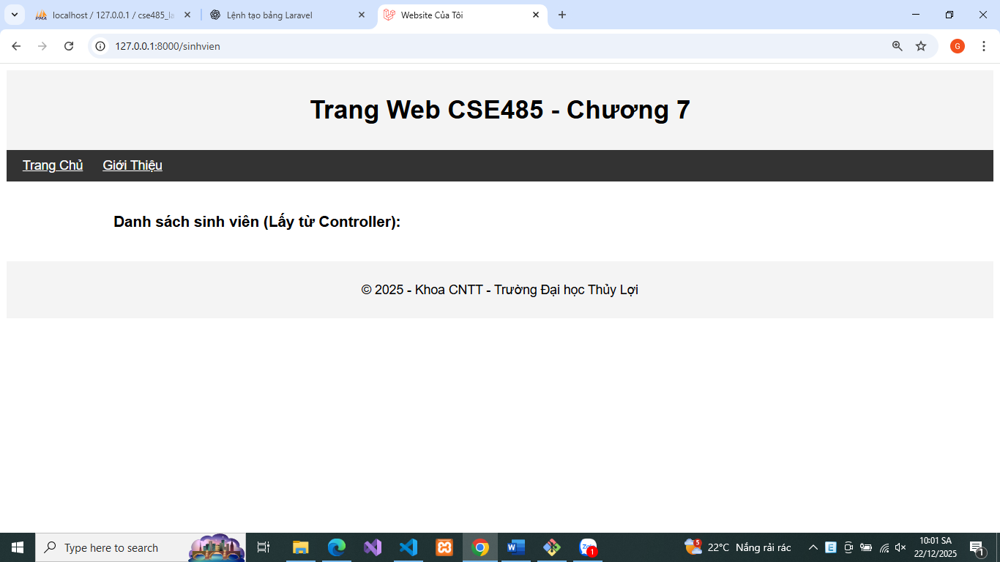 localhost / 127.0.0.1 / cse485_la
Lệnh tạo bảng Laravel
Website Của Tôi
127.0.0.1:8000/sinhvien
G
Trang Web CSE485 - Chương 7
Trang Chủ Giới Thiệu
Danh sách sinh viên (Lấy từ Controller):
© 2025 - Khoa CNTT - Trường Đại học Thủy Lợi
Type here to search
5
22°C Nắng rải rác
10:01 SA
22/12/2025
1
1